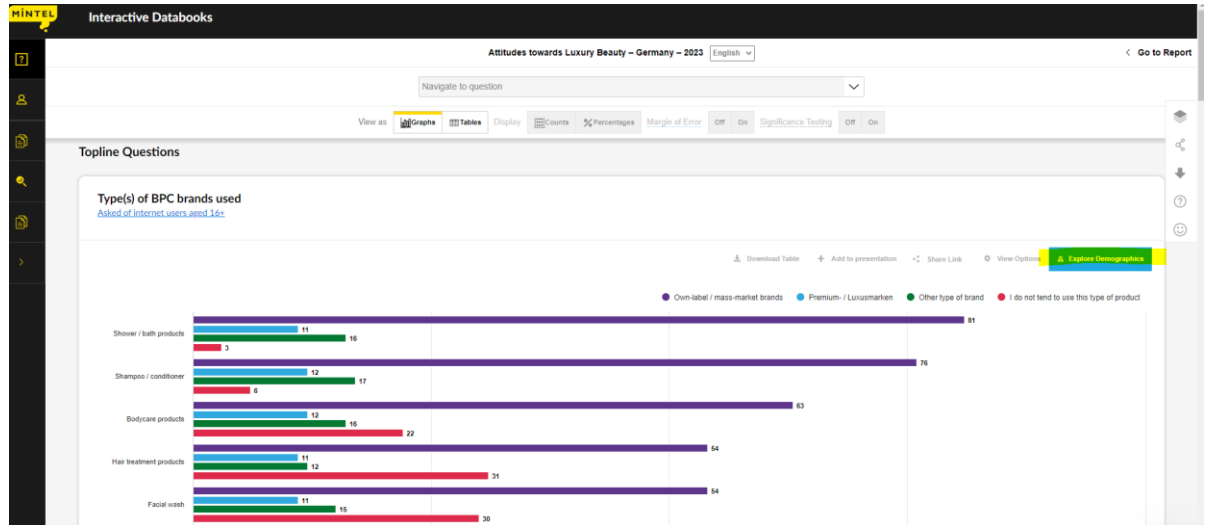 MINTEL Interactive Databooks
Attitudes towards Luxury Beauty – Germany – 2023 English
Go to Report
Navigate to question
View as Graphs Tables Display Counts Percentages Margin of Error Off On Significance Testing Off On
Topline Questions
Type(s) of BPC brands used
Asked of internet users aged 16+
Download Table Add to presentation Share Link View Options Explore Demographics
Own-label / mass-market brands Premium- / Luxusmarken Other type of brand I do not tend to use this type of product
Shower / bath products
81
11
16
3
Shampoo / conditioner
76
12
17
6
Bodycare products
63
12
16
22
Hair treatment products
54
11
12
31
Facial wash
54
11
15
30